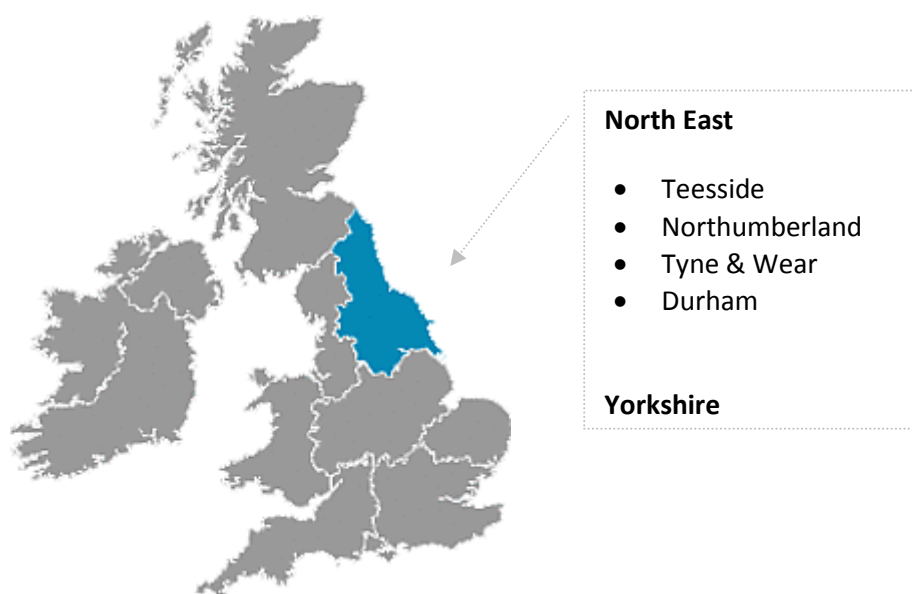 North East
• Teesside
• Northumberland
• Tyne & Wear
• Durham
Yorkshire